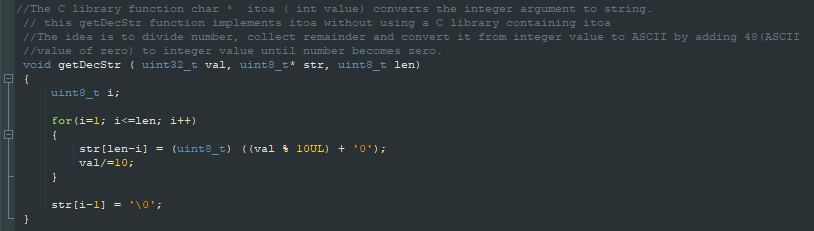 //The C library function char *  itoa ( int value) converts the integer argument to string.
// this getDecStr function implements itoa without using a C library containing itoa
//The idea is to divide number, collect remainder and convert it from integer value to ASCII by adding 48(ASCII
//value of zero) to integer value until number becomes zero.
void getDecStr ( uint32_t val, uint8_t* str, uint8_t len)
{
uint8_t i;
for(i=1; i<=len; i++)
{
str[len-i] = (uint8_t) ((val % 10UL) + '0');
val/=10;
}
str[i-1] = '\0';
}